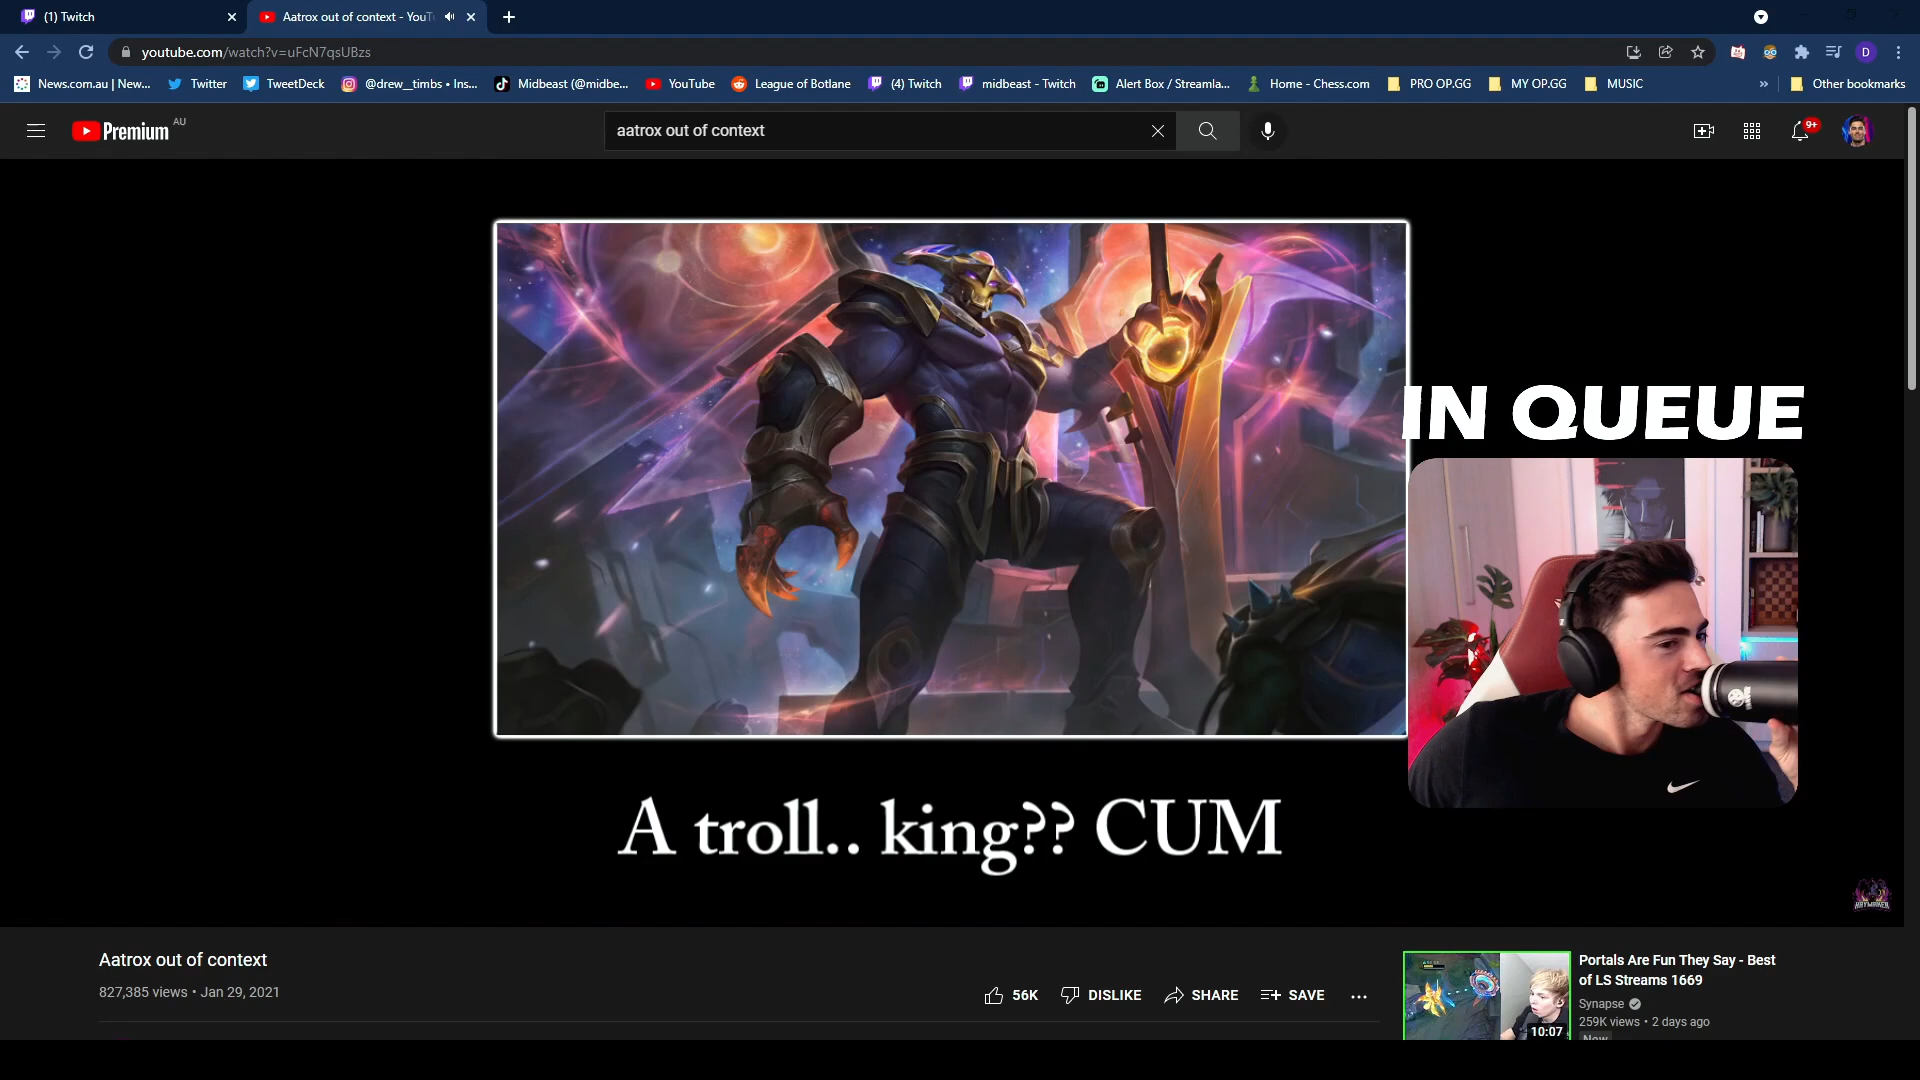 (1) Twitch
Aatrox out of context - YouT
youtube.com/watch?v=uFcN7qsUBzs
D
News.com.au | New...
Twitter
TweetDeck
@drew_timbs • Ins...
Midbeast (@midbe...
YouTube
League of Botlane
(4) Twitch
midbeast - Twitch
Alert Box / Streamla...
Home - Chess.com
PRO OP.GG
MY OP.GG
MUSIC
»
Other bookmarks
Premium AU
aatrox out of context
9+
IN QUEUE
A troll.. king?? CUM
HAYMAKER
Aatrox out of context
827,385 views • Jan 29, 2021
56K
DISLIKE
SHARE
SAVE
10:07
Portals Are Fun They Say - Best
of LS Streams 1669
Synapse
259K views • 2 days ago
New